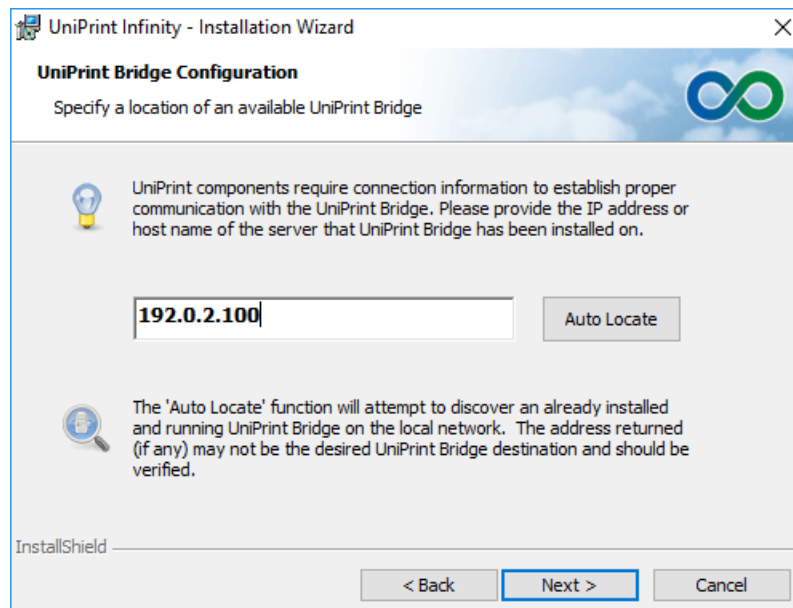 UniPrint Infinity - Installation Wizard
UniPrint Bridge Configuration
Specify a location of an available UniPrint Bridge
UniPrint components require connection information to establish proper
communication with the UniPrint Bridge. Please provide the IP address or
host name of the server that UniPrint Bridge has been installed on.
192.0.2.100
Auto Locate
The 'Auto Locate' function will attempt to discover an already installed
and running UniPrint Bridge on the local network.  The address returned
(if any) may not be the desired UniPrint Bridge destination and should be
verified.
InstallShield
< Back
Next >
Cancel